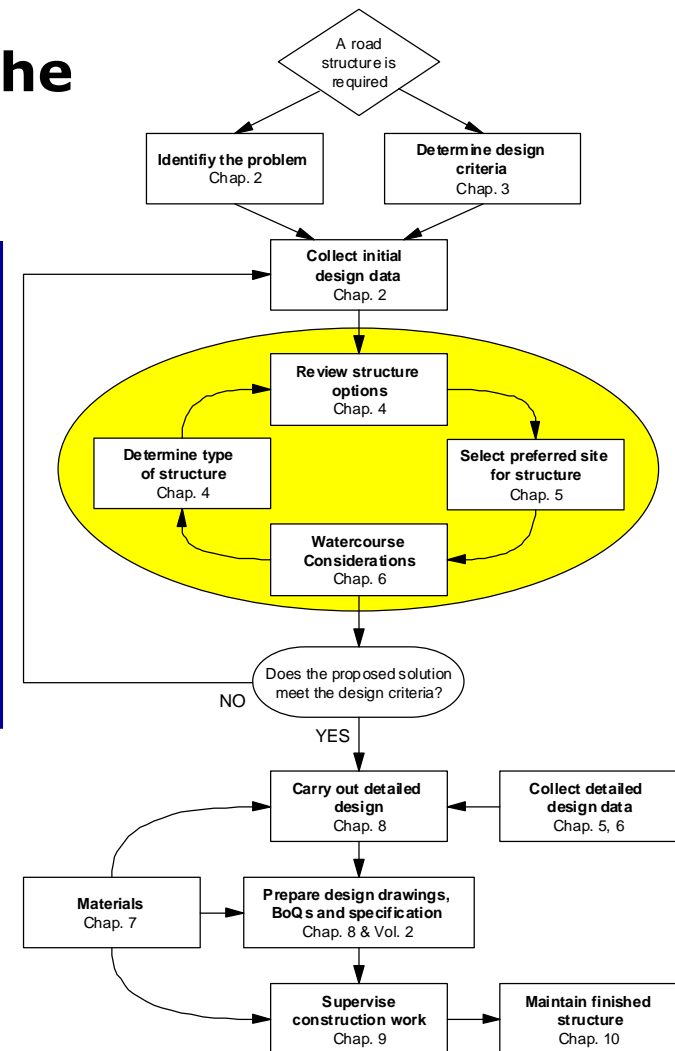 he
A road
structure is
required
Identifiy the problem
Chap. 2
Determine design
criteria
Chap. 3
Collect initial
design data
Chap. 2
Review structure
options
Chap. 4
Determine type
of structure
Chap. 4
Select preferred site
for structure
Chap. 5
Watercourse
Considerations
Chap. 6
Does the proposed solution
meet the design criteria?
NO
YES
Carry out detailed
design
Chap. 8
Collect detailed
design data
Chap. 5, 6
Materials
Chap. 7
Prepare design drawings,
BoQs and specification
Chap. 8 & Vol. 2
Supervise
construction work
Chap. 9
Maintain finished
structure
Chap. 10